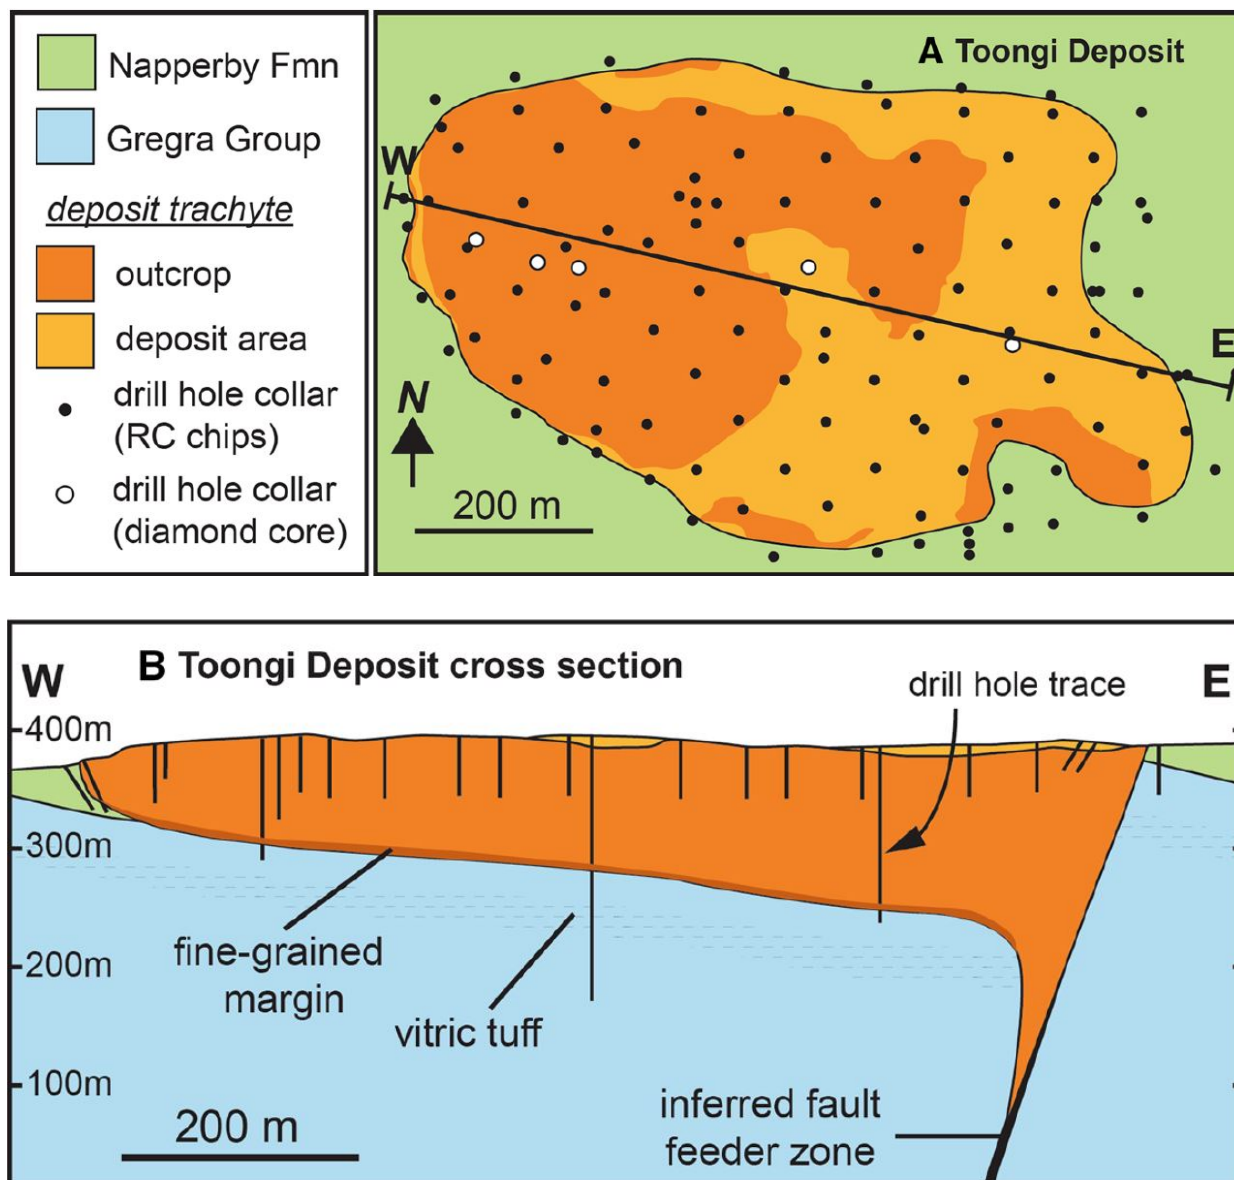 Napperby Fmn
Gregra Group
deposit trachyte
outcrop
deposit area
drill hole collar
(RC chips)
drill hole collar
(diamond core)
A Toongi Deposit
W
E
N
200 m
W
B Toongi Deposit cross section
drill hole trace
E
400m
300m
200m
100m
fine-grained
margin
vitric tuff
inferred fault
feeder zone
200 m